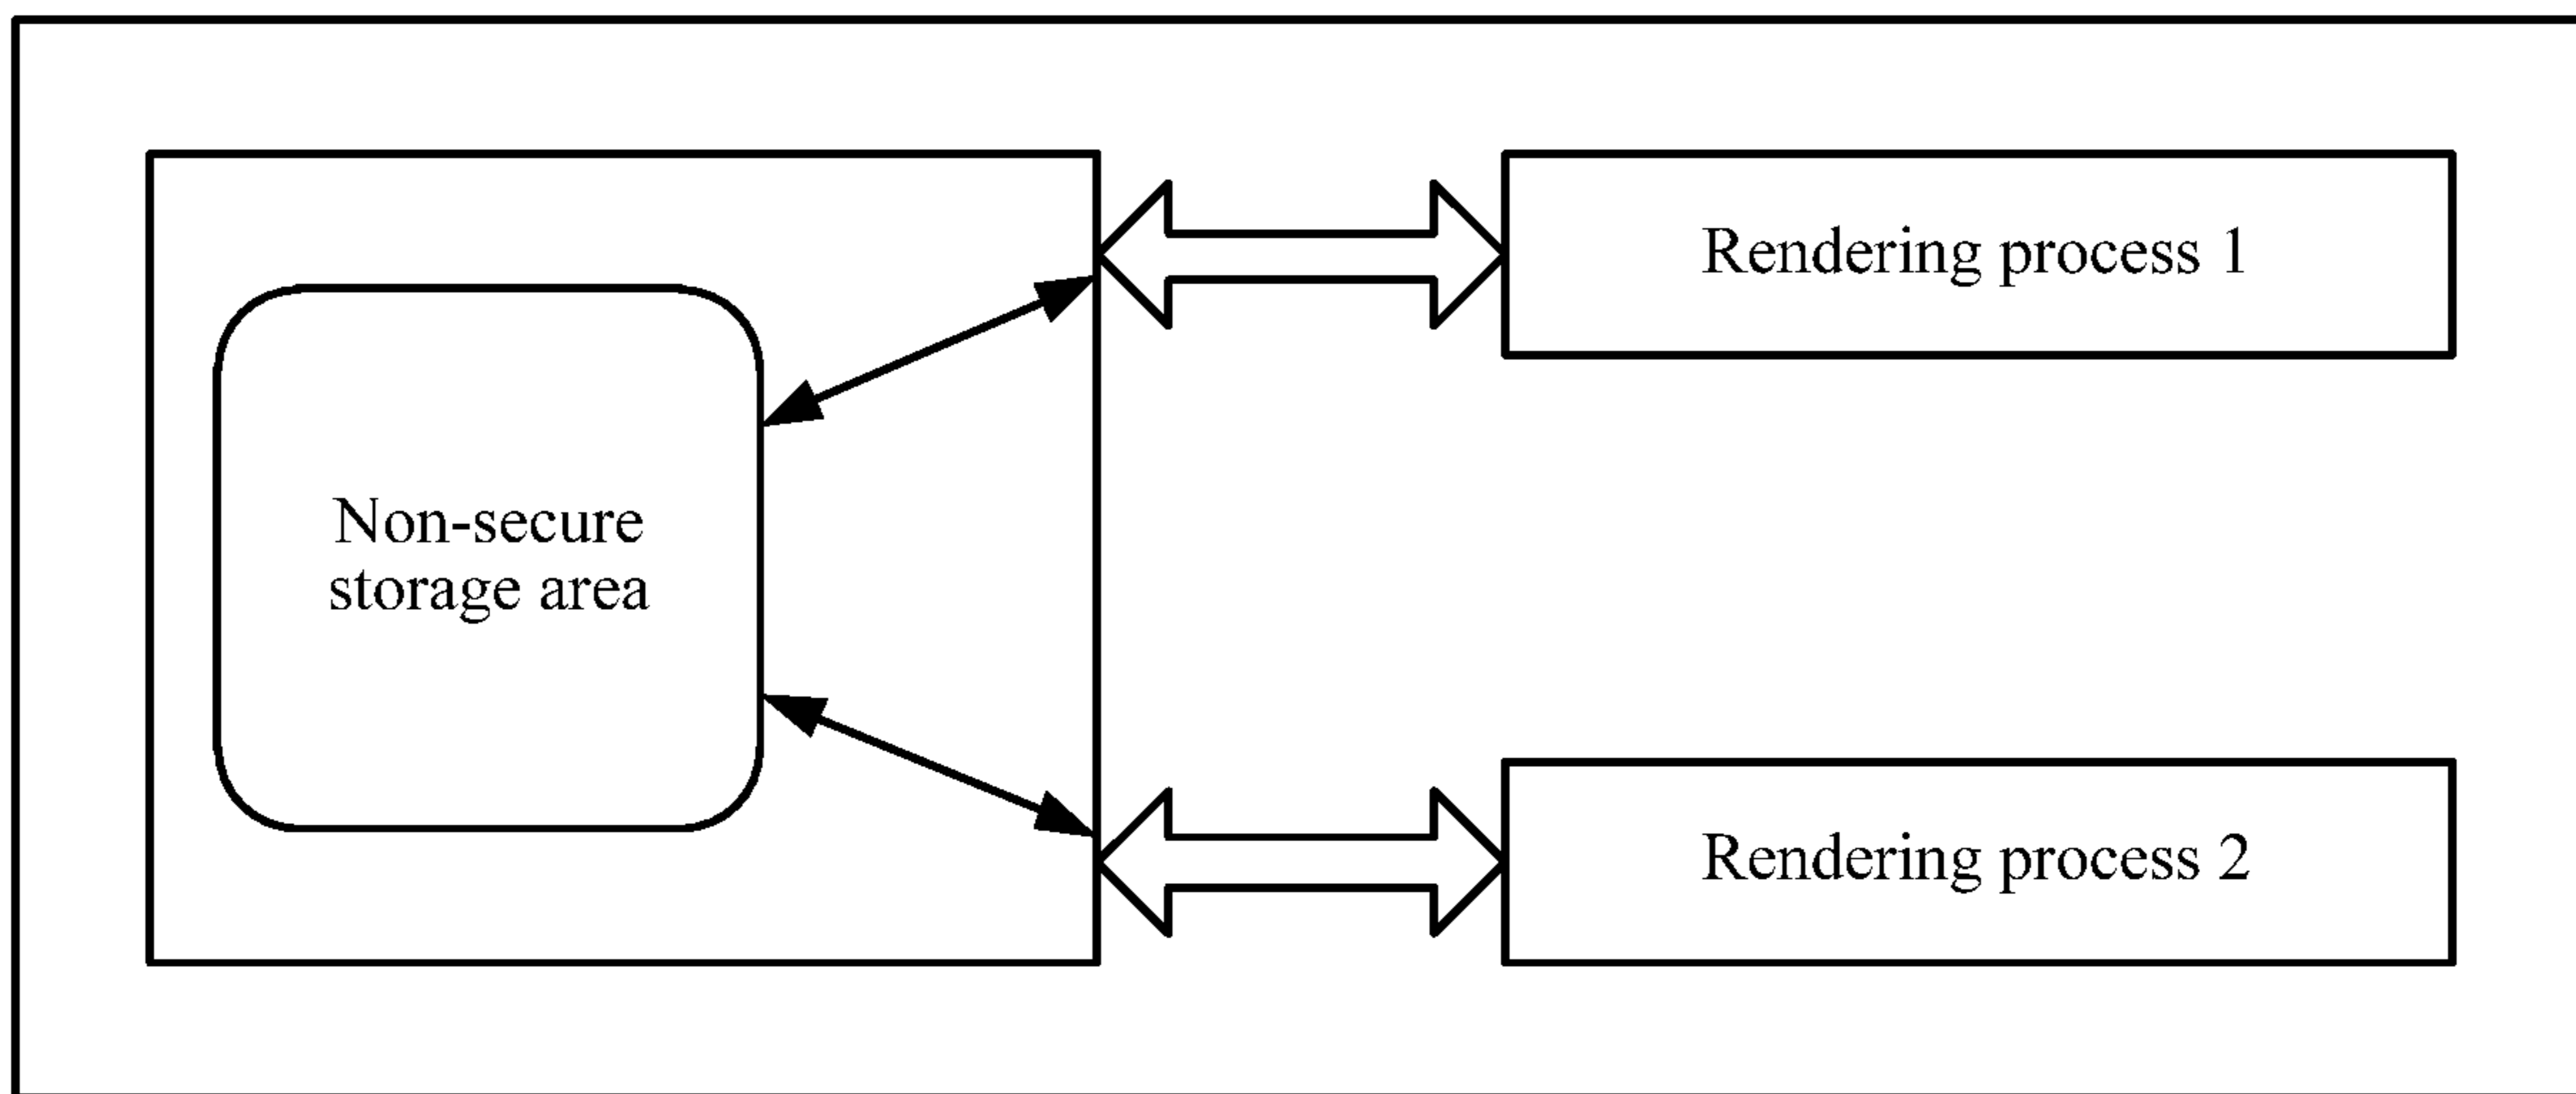 Rendering process 1
Non-secure
storage area
Rendering process 2